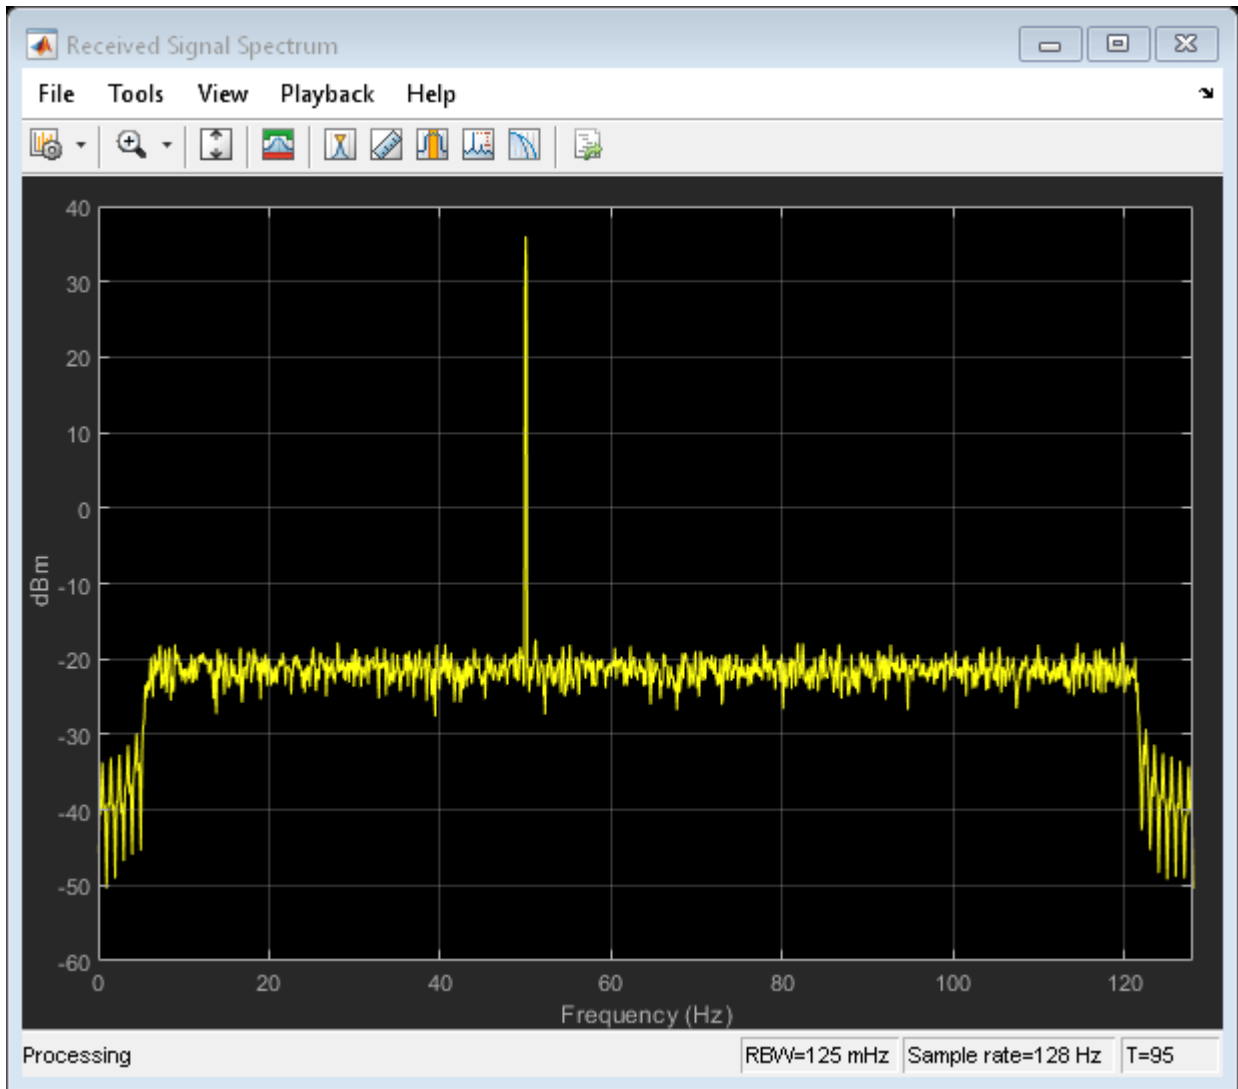 Received Signal Spectrum
File Tools View Playback Help
40
30
20
10
0
-10
-20
-30
-40
-50
-60
dBm
0 20 40 60 80 100 120
Frequency (Hz)
Processing RBW=125 mHz Sample rate=128 Hz T=95